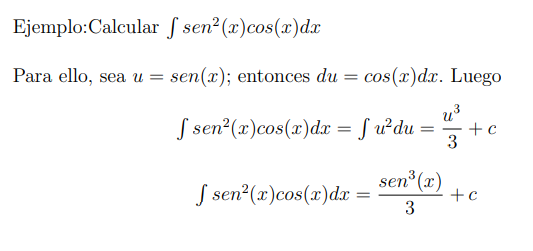 Ejemplo:Calcular ∫ sen²(x)cos(x)dx
Para ello, sea u = sen(x); entonces du = cos(x)dx. Luego
∫ sen²(x)cos(x)dx = ∫ u²du = u³/3 + c
∫ sen²(x)cos(x)dx = sen³(x)/3 + c